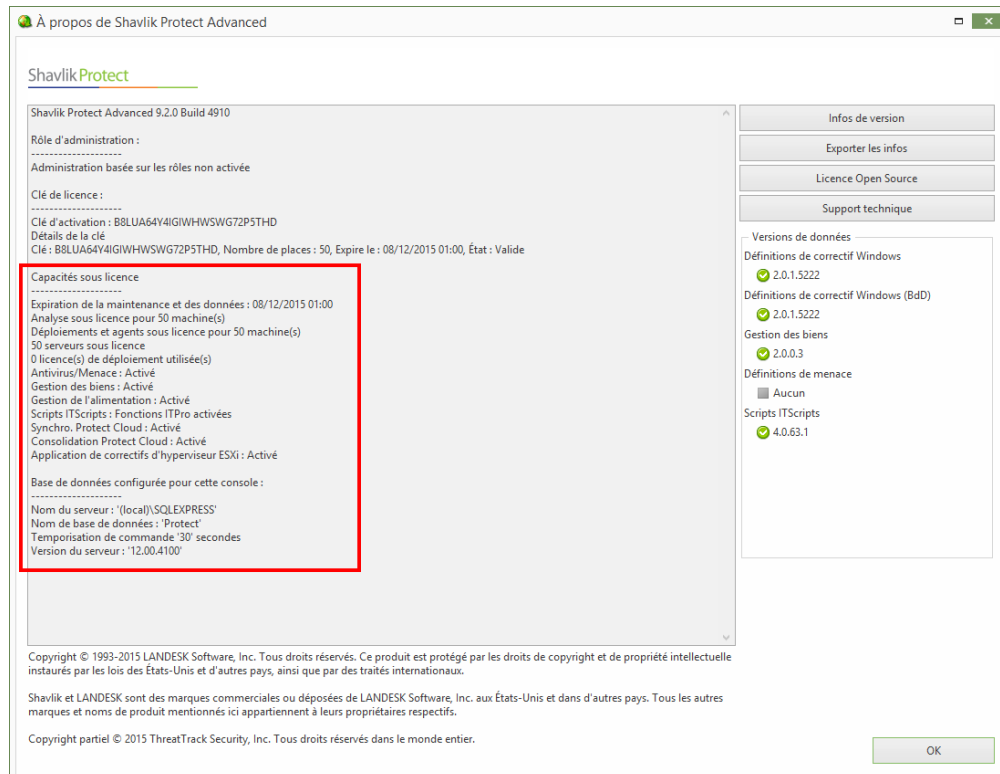 À propos de Shavlik Protect Advanced
Shavlik Protect
Shavlik Protect Advanced 9.2.0 Build 4910
Rôle d'administration :
--------------------
Administration basée sur les rôles non activée
Clé de licence :
--------------------
Clé d'activation : B8LUA64Y4IGIWHWSWG72P5THD
Détails de la clé
Clé : B8LUA64Y4IGIWHWSWG72P5THD, Nombre de places : 50, Expire le : 08/12/2015 01:00, État : Valide
Capacités sous licence
--------------------
Expiration de la maintenance et des données : 08/12/2015 01:00
Analyse sous licence pour 50 machine(s)
Déploiements et agents sous licence pour 50 machine(s)
50 serveurs sous licence
0 licence(s) de déploiement utilisée(s)
Antivirus/Menace : Activé
Gestion des biens : Activé
Gestion de l'alimentation : Activé
Scripts ITScripts : Fonctions ITPro activées
Synchro. Protect Cloud : Activé
Consolidation Protect Cloud : Activé
Application de correctifs d'hyperviseur ESXi : Activé
Base de données configurée pour cette console :
--------------------
Nom du serveur : '(local)\SQLEXPRESS'
Nom de base de données : 'Protect'
Temporisation de commande '30' secondes
Version du serveur : '12.00.4100'
Infos de version
Exporter les infos
Licence Open Source
Support technique
Versions de données
Définitions de correctif Windows
2.0.1.5222
Définitions de correctif Windows (BdD)
2.0.1.5222
Gestion des biens
2.0.0.3
Définitions de menace
Aucun
Scripts ITScripts
4.0.63.1
Copyright © 1993-2015 LANDESK Software, Inc. Tous droits réservés. Ce produit est protégé par les droits de copyright et de propriété intellectuelle
instaurés par les lois des États-Unis et d'autres pays, ainsi que par des traités internationaux.
Shavlik et LANDESK sont des marques commerciales ou déposées de LANDESK Software, Inc. aux États-Unis et dans d'autres pays. Tous les autres
marques et noms de produit mentionnés ici appartiennent à leurs propriétaires respectifs.
Copyright partiel © 2015 ThreatTrack Security, Inc. Tous droits réservés dans le monde entier.
OK